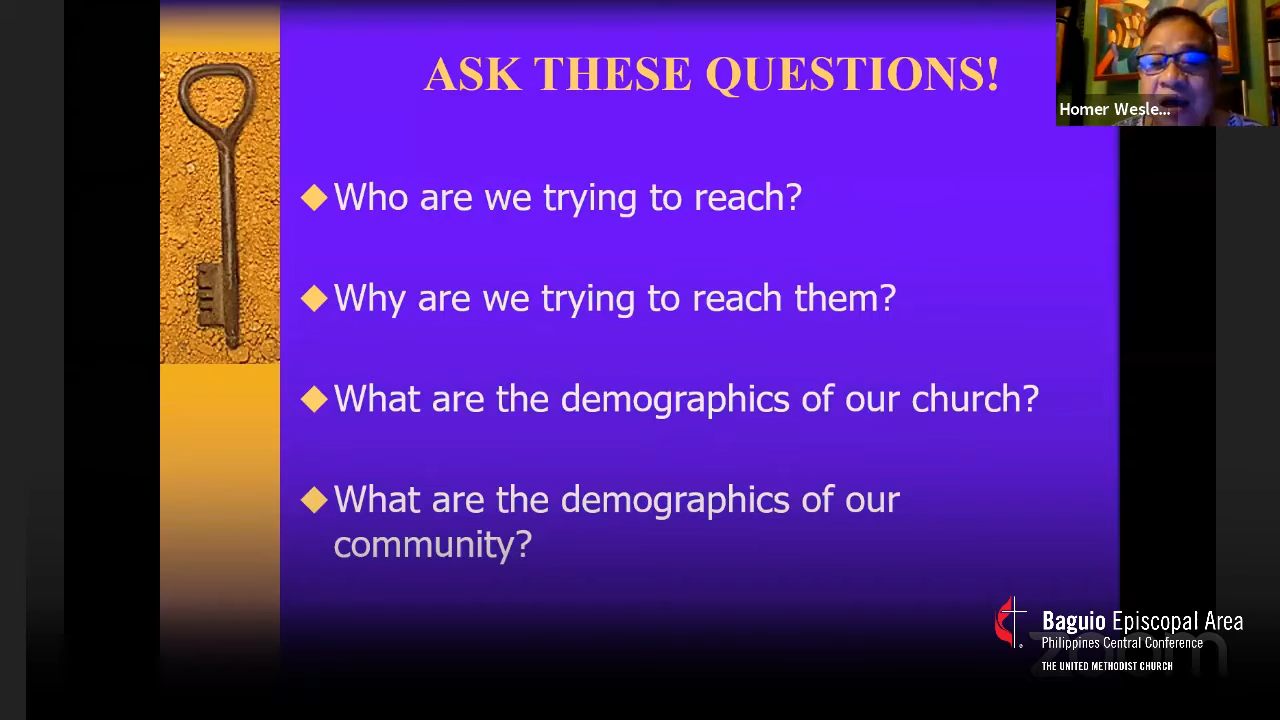 ASK THESE QUESTIONS!
Homer Wesle...
Who are we trying to reach?
Why are we trying to reach them?
What are the demographics of our church?
What are the demographics of our
community?
Baguio Episcopal Area
Philippines Central Conference
THE UNITED METHODIST CHURCH
zoom